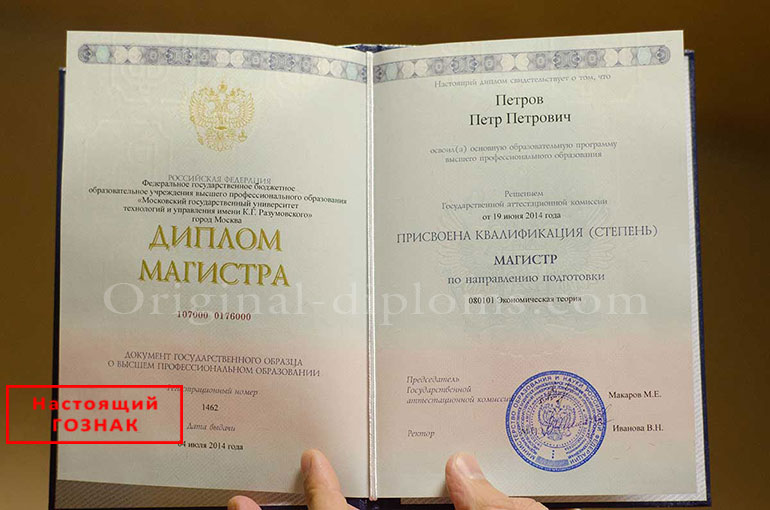 РОССИЙСКАЯ ФЕДЕРАЦИЯ
Федеральное государственное бюджетное
образовательное учреждения высшего профессионального образования
«Московский государственный университет
технологий и управления имени К.Г. Разумовского»
город Москва
ДИПЛОМ
МАГИСТРА
107000 0176000
ДОКУМЕНТ ГОСУДАРСТВЕННОГО ОБРАЗЦА
О ВЫСШЕМ ПРОФЕССИОНАЛЬНОМ ОБРАЗОВАНИИ
Регистрационный номер
1462
Дата выдачи
04 июля 2014 года
Настоящий
ГОЗНАК
Настоящий диплом свидетельствует о том, что
Петров
Петр Петрович
освоил(а) основную образовательную программу
высшего профессионального образования
Решением
Государственной аттестационной комиссии
от 19 июня 2014 года
ПРИСВОЕНА КВАЛИФИКАЦИЯ (СТЕПЕНЬ)
МАГИСТР
по направлению подготовки
080101 Экономическая теория
Original-diploms.com
Председатель
Государственной
аттестационной комиссии
Макаров М.Е.
Ректор
Иванова В.Н.